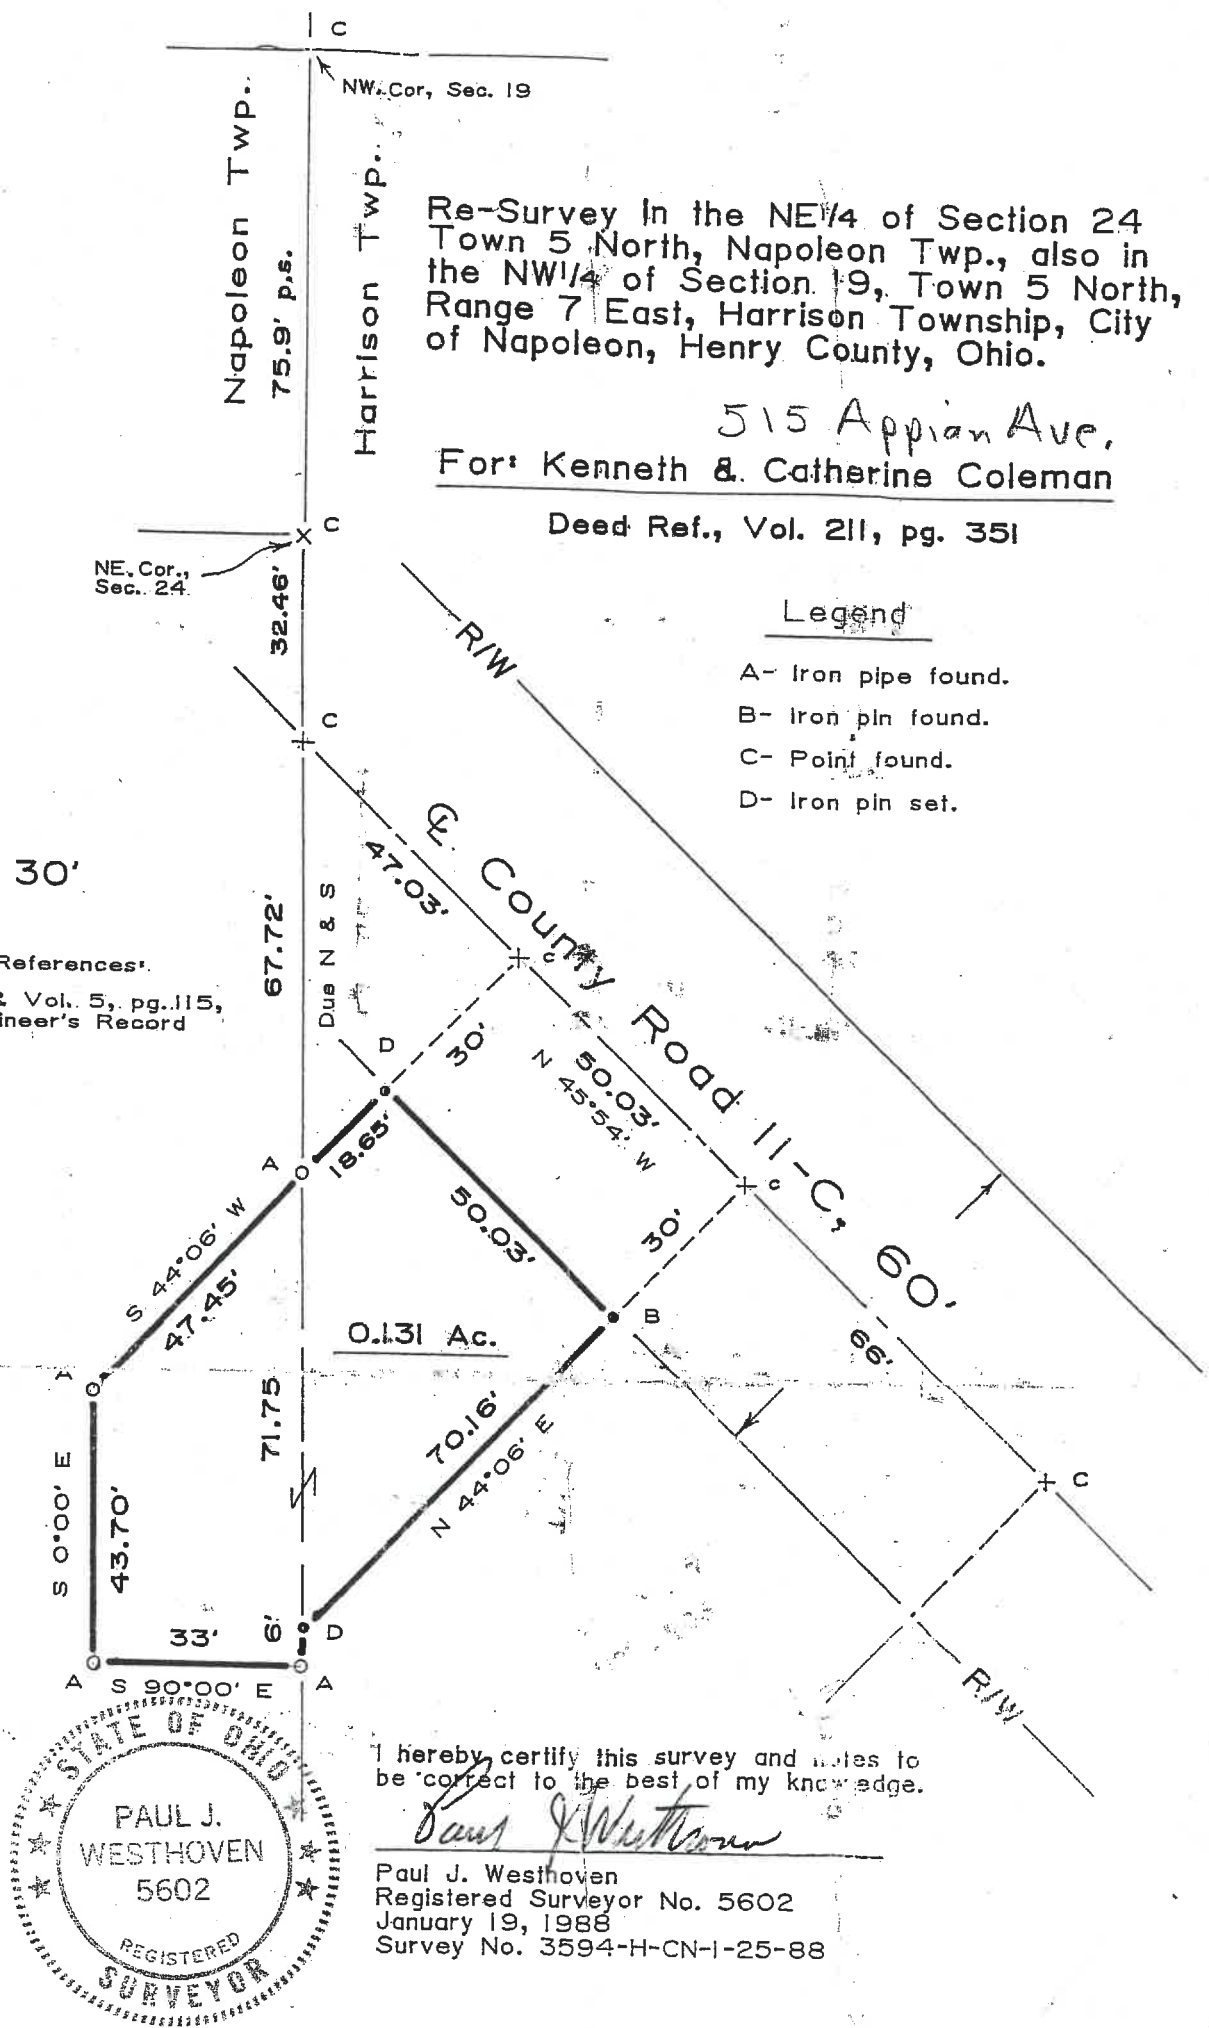 C
NW. Cor, Sec. 19
Napoleon Twp.
75.9' p.s.
Harrison Twp.
Re-Survey In the NE1/4 of Section 24
Town 5 North, Napoleon Twp., also in
the NW1/4 of Section 19, Town 5 North,
Range 7 East, Harrison Township, City
of Napoleon, Henry County, Ohio.
515 Appian Ave.
For: Kenneth & Catherine Coleman
Deed Ref., Vol. 211, pg. 351
C
NE. Cor.,
Sec. 24
32.46'
R/W
Legend
A- Iron pipe found.
B- Iron pin found.
C- Point found.
D- Iron pin set.
C
30'
67.72'
Due N & S
47.03'
℄ County Road 11-C, 60'
References:
Vol. 5, pg. 115,
ineer's Record
C
D
30'
50.03'
N 45°54' W
A
18.65'
C
S 44°06' W
47.45'
50.03'
30'
B
0.131 Ac.
66'
A
71.75
70.16'
N 44°06' E
C
S 0°00' E
43.70'
33'
6'
D
A
S 90°00' E
A
R/W
STATE OF OHIO
PAUL J.
WESTHOVEN
5602
REGISTERED
SURVEYOR
I hereby certify this survey and notes to
be correct to the best of my knowledge.
Paul J. Westhoven
Paul J. Westhoven
Registered Surveyor No. 5602
January 19, 1988
Survey No. 3594-H-CN-1-25-88